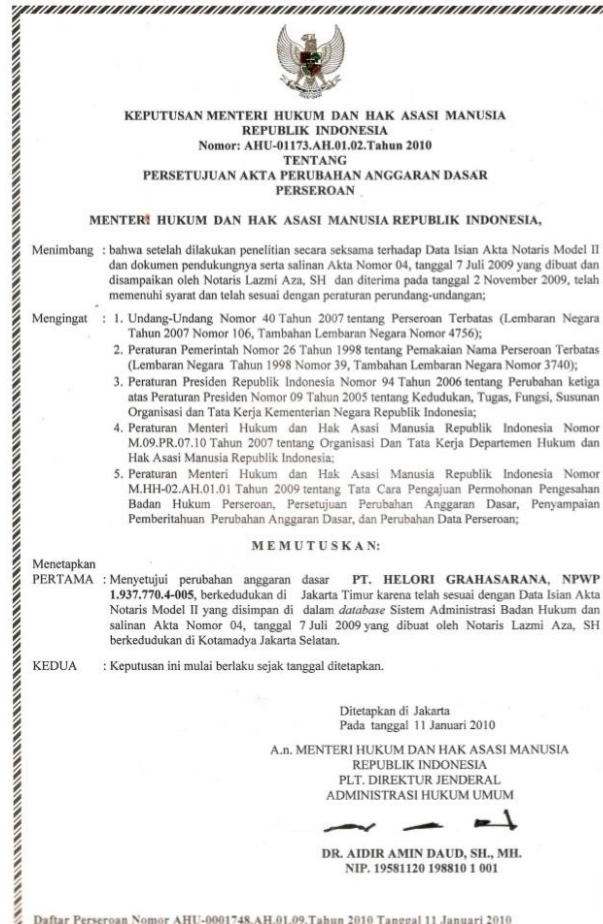 KEPUTUSAN MENTERI HUKUM DAN HAK ASASI MANUSIA
REPUBLIK INDONESIA
Nomor: AHU-01173.AH.01.02.Tahun 2010
TENTANG
PERSETUJUAN AKTA PERUBAHAN ANGGARAN DASAR
PERSEROAN
MENTERI HUKUM DAN HAK ASASI MANUSIA REPUBLIK INDONESIA,
Menimbang : bahwa setelah dilakukan penelitian secara seksama terhadap Data Isian Akta Notaris Model II
dan dokumen pendukungnya serta salinan Akta Nomor 04, tanggal 7 Juli 2009 yang dibuat dan
disampaikan oleh Notaris Lazmi Aza, SH dan diterima pada tanggal 2 November 2009, telah
memenuhi syarat dan telah sesuai dengan peraturan perundang-undangan;
Mengingat : 1. Undang-Undang Nomor 40 Tahun 2007 tentang Perseroan Terbatas (Lembaran Negara
Tahun 2007 Nomor 106, Tambahan Lembaran Negara Nomor 4756);
2. Peraturan Pemerintah Nomor 26 Tahun 1998 tentang Pemakaian Nama Perseroan Terbatas
(Lembaran Negara Tahun 1998 Nomor 39, Tambahan Lembaran Negara Nomor 3740);
3. Peraturan Presiden Republik Indonesia Nomor 94 Tahun 2006 tentang Perubahan ketiga
atas Peraturan Presiden Nomor 09 Tahun 2005 tentang Kedudukan, Tugas, Fungsi, Susunan
Organisasi dan Tata Kerja Kementerian Negara Republik Indonesia;
4. Peraturan Menteri Hukum dan Hak Asasi Manusia Republik Indonesia Nomor
M.09.PR.07.10 Tahun 2007 tentang Organisasi Dan Tata Kerja Departemen Hukum dan
Hak Asasi Manusia Republik Indonesia;
5. Peraturan Menteri Hukum dan Hak Asasi Manusia Republik Indonesia Nomor
M.HH-02.AH.01.01 Tahun 2009 tentang Tata Cara Pengajuan Permohonan Pengesahan
Badan Hukum Perseroan, Persetujuan Perubahan Anggaran Dasar, Penyampaian
Pemberitahuan Perubahan Anggaran Dasar, dan Perubahan Data Perseroan;
MEMUTUSKAN:
Menetapkan
PERTAMA : Menyetujui perubahan anggaran dasar PT. HELORI GRAHASARANA, NPWP
1.937.770.4-005, berkedudukan di Jakarta Timur karena telah sesuai dengan Data Isian Akta
Notaris Model II yang disimpan di dalam database Sistem Administrasi Badan Hukum dan
salinan Akta Nomor 04, tanggal 7 Juli 2009 yang dibuat oleh Notaris Lazmi Aza, SH
berkedudukan di Kotamadya Jakarta Selatan.
KEDUA : Keputusan ini mulai berlaku sejak tanggal ditetapkan.
Ditetapkan di Jakarta
Pada tanggal 11 Januari 2010
A.n. MENTERI HUKUM DAN HAK ASASI MANUSIA
REPUBLIK INDONESIA
PLT. DIREKTUR JENDERAL
ADMINISTRASI HUKUM UMUM
DR. AIDIR AMIN DAUD, SH., MH.
NIP. 19581120 198810 1 001
Daftar Perseroan Nomor AHU-0001748.AH.01.09.Tahun 2010 Tanggal 11 Januari 2010